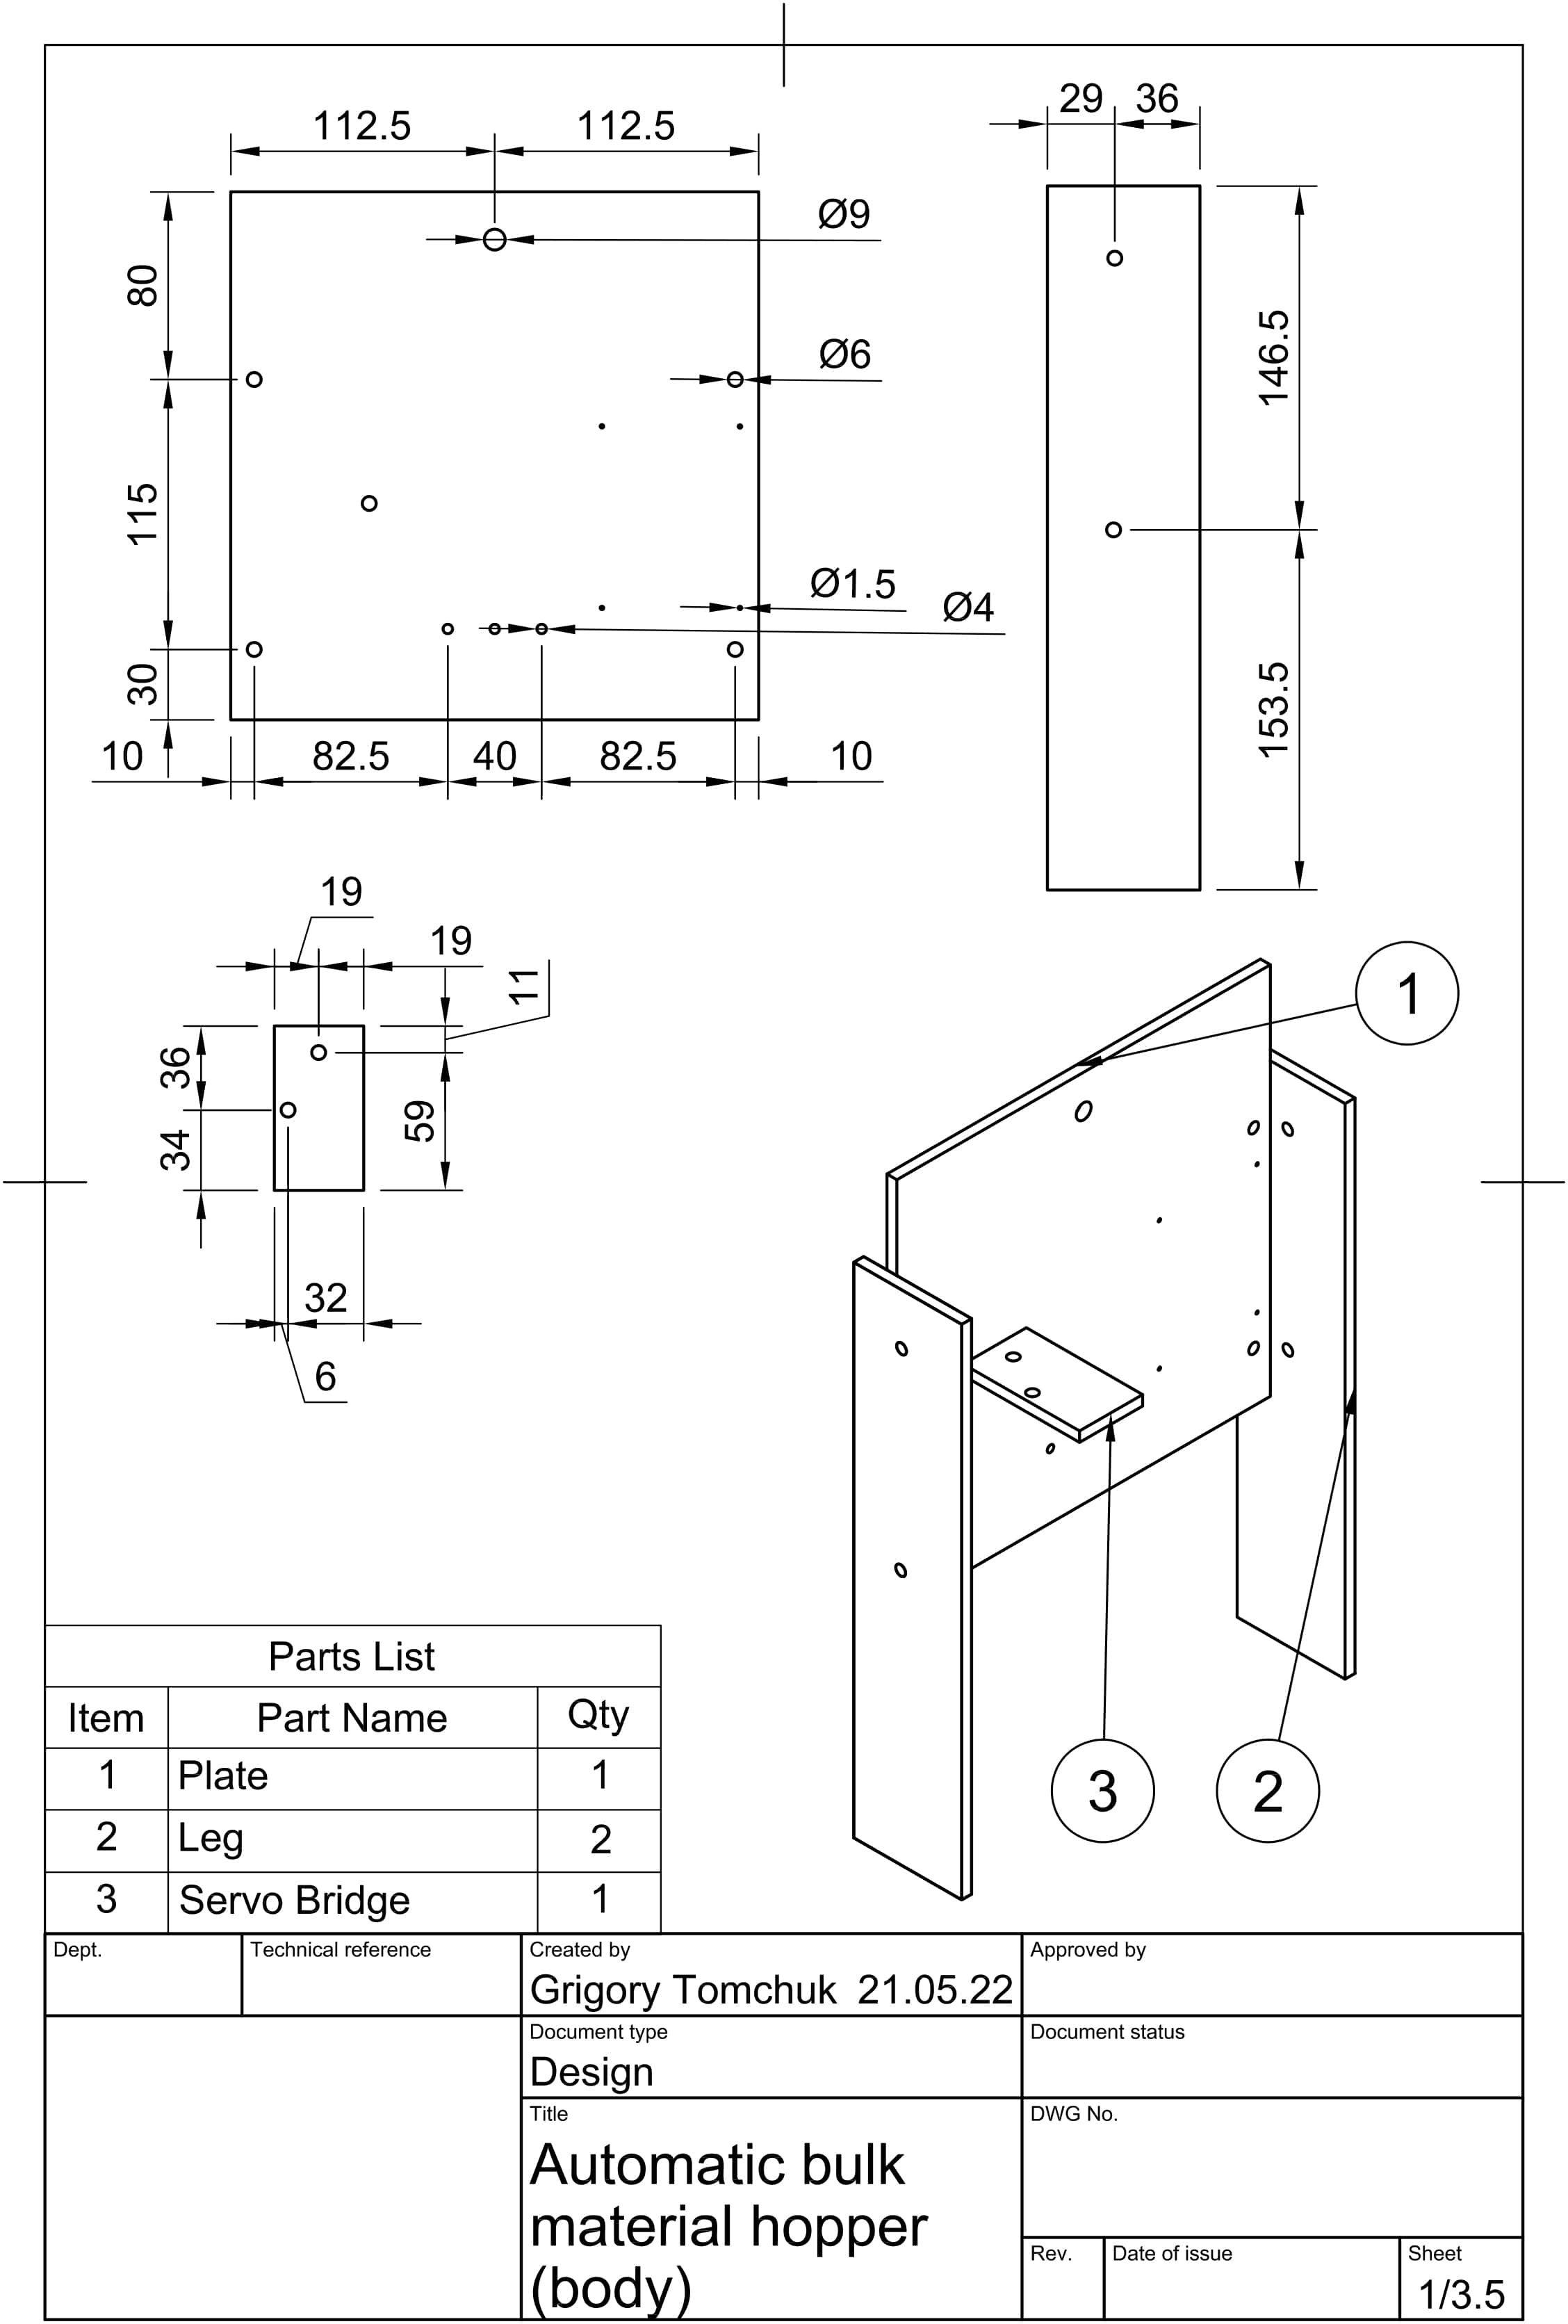 112.5 112.5
29 36
Ø9
80
Ø6
146.5
115
Ø1.5
Ø4
30
153.5
10 82.5 40 82.5 10
19
19
11
36
59
34
32
6
1
3 2
Parts List
Item Part Name Qty
1 Plate 1
2 Leg 2
3 Servo Bridge 1
Dept. Technical reference Created by Approved by
Grigory Tomchuk 21.05.22
Document type Document status
Design
Title DWG No.
Automatic bulk
material hopper
(body)
Rev. Date of issue Sheet
1/3.5